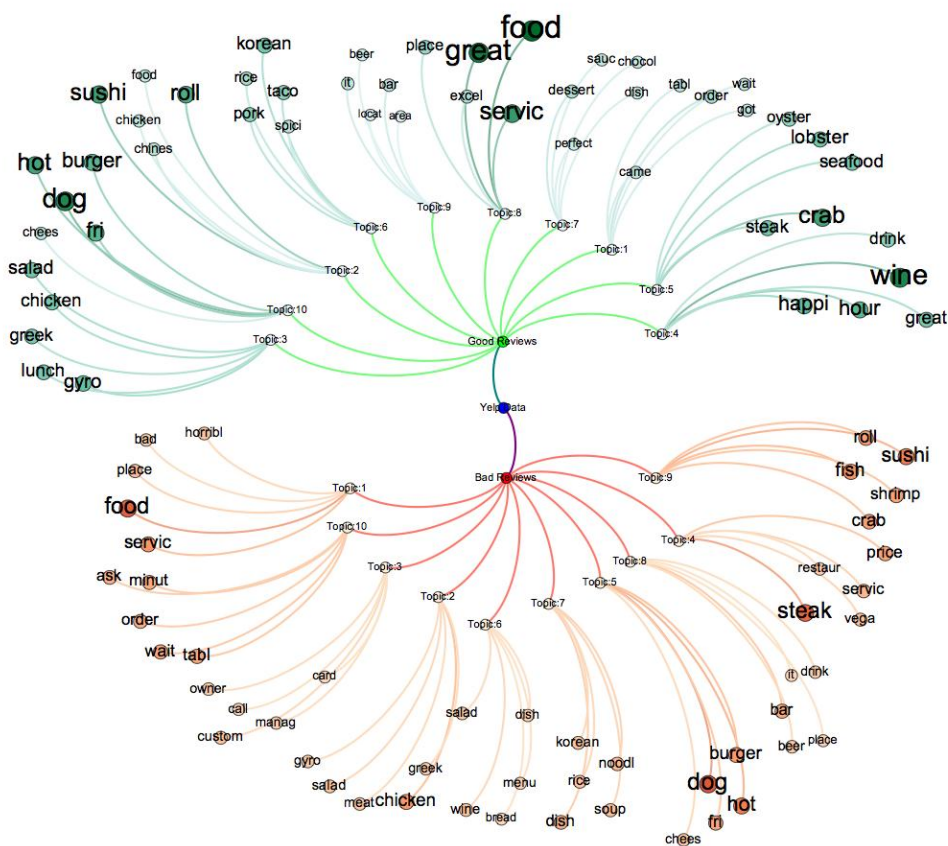 food
great
servic
excel
place
korean
beer
it
bar
locat
area
rice
taco
pork
spici
sauc
chocol
dessert
dish
perfect
tabl
order
wait
got
came
oyster
lobster
seafood
steak
crab
drink
wine
happi
hour
great
food
sushi
roll
chicken
chines
hot
burger
dog
fri
chees
salad
chicken
greek
lunch
gyro
Topic:9
Topic:8
Topic:7
Topic:6
Topic:1
Topic:2
Topic:5
Topic:10
Topic:4
Topic:3
Good Reviews
Yelp Data
Bad Reviews
Topic:1
Topic:9
Topic:10
Topic:4
Topic:3
Topic:8
Topic:5
Topic:2
Topic:7
Topic:6
bad
horribl
place
food
servic
ask
minut
order
wait
tabl
owner
card
call
manag
custom
gyro
salad
meat
greek
chicken
salad
dish
wine
menu
bread
korean
noodl
rice
dish
soup
burger
dog
hot
fri
chees
it
drink
bar
beer
place
roll
sushi
fish
shrimp
crab
price
restaur
servic
steak
vega